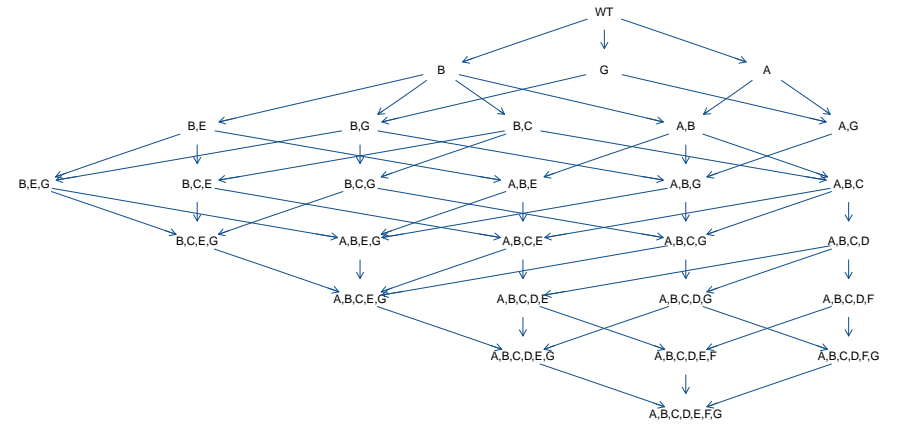 WT
B G A
B,E B,G B,C A,B A,G
B,E,G B,C,E B,C,G A,B,E A,B,G A,B,C
B,C,E,G A,B,E,G A,B,C,E A,B,C,G A,B,C,D
A,B,C,E,G A,B,C,D,E A,B,C,D,G A,B,C,D,F
A,B,C,D,E,G A,B,C,D,E,F A,B,C,D,F,G
A,B,C,D,E,F,G